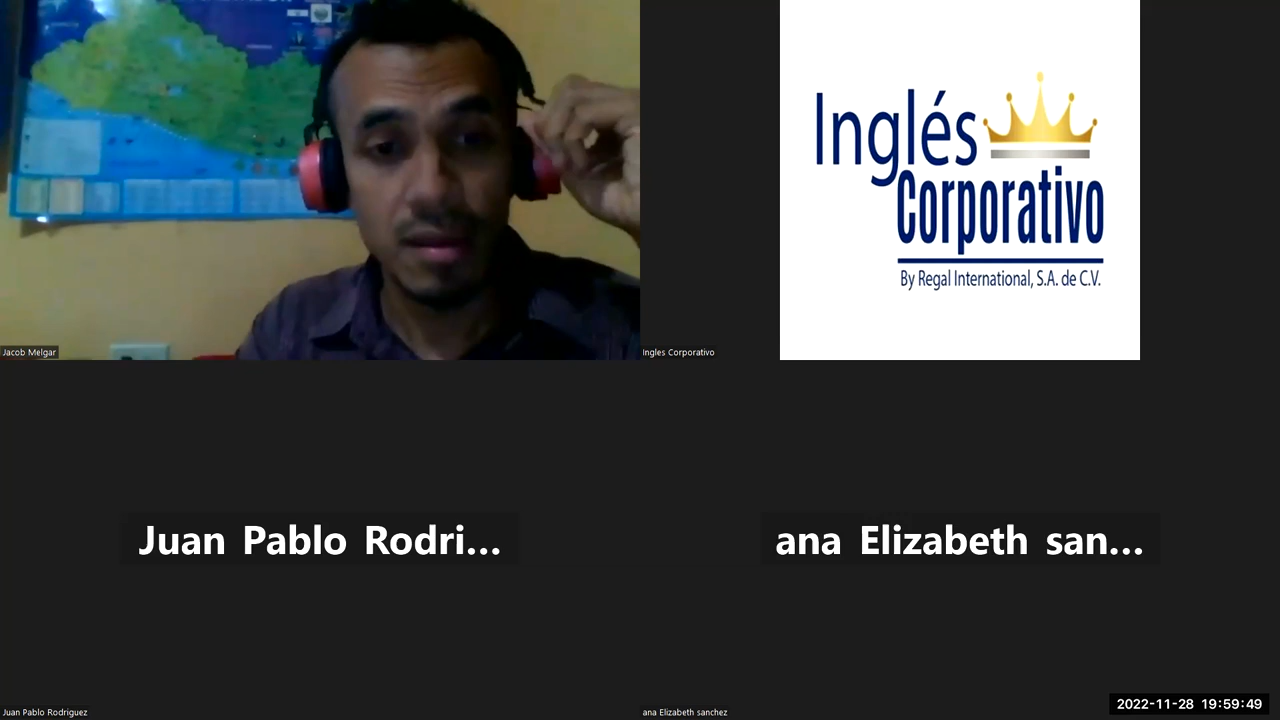 Inglés
Corporativo
By Regal International, S.A. de C.V.
Jacob Melgar
Ingles Corporativo
Juan Pablo Rodri...
ana Elizabeth san...
Juan Pablo Rodriguez
ana Elizabeth sanchez
2022-11-28 19:59:49